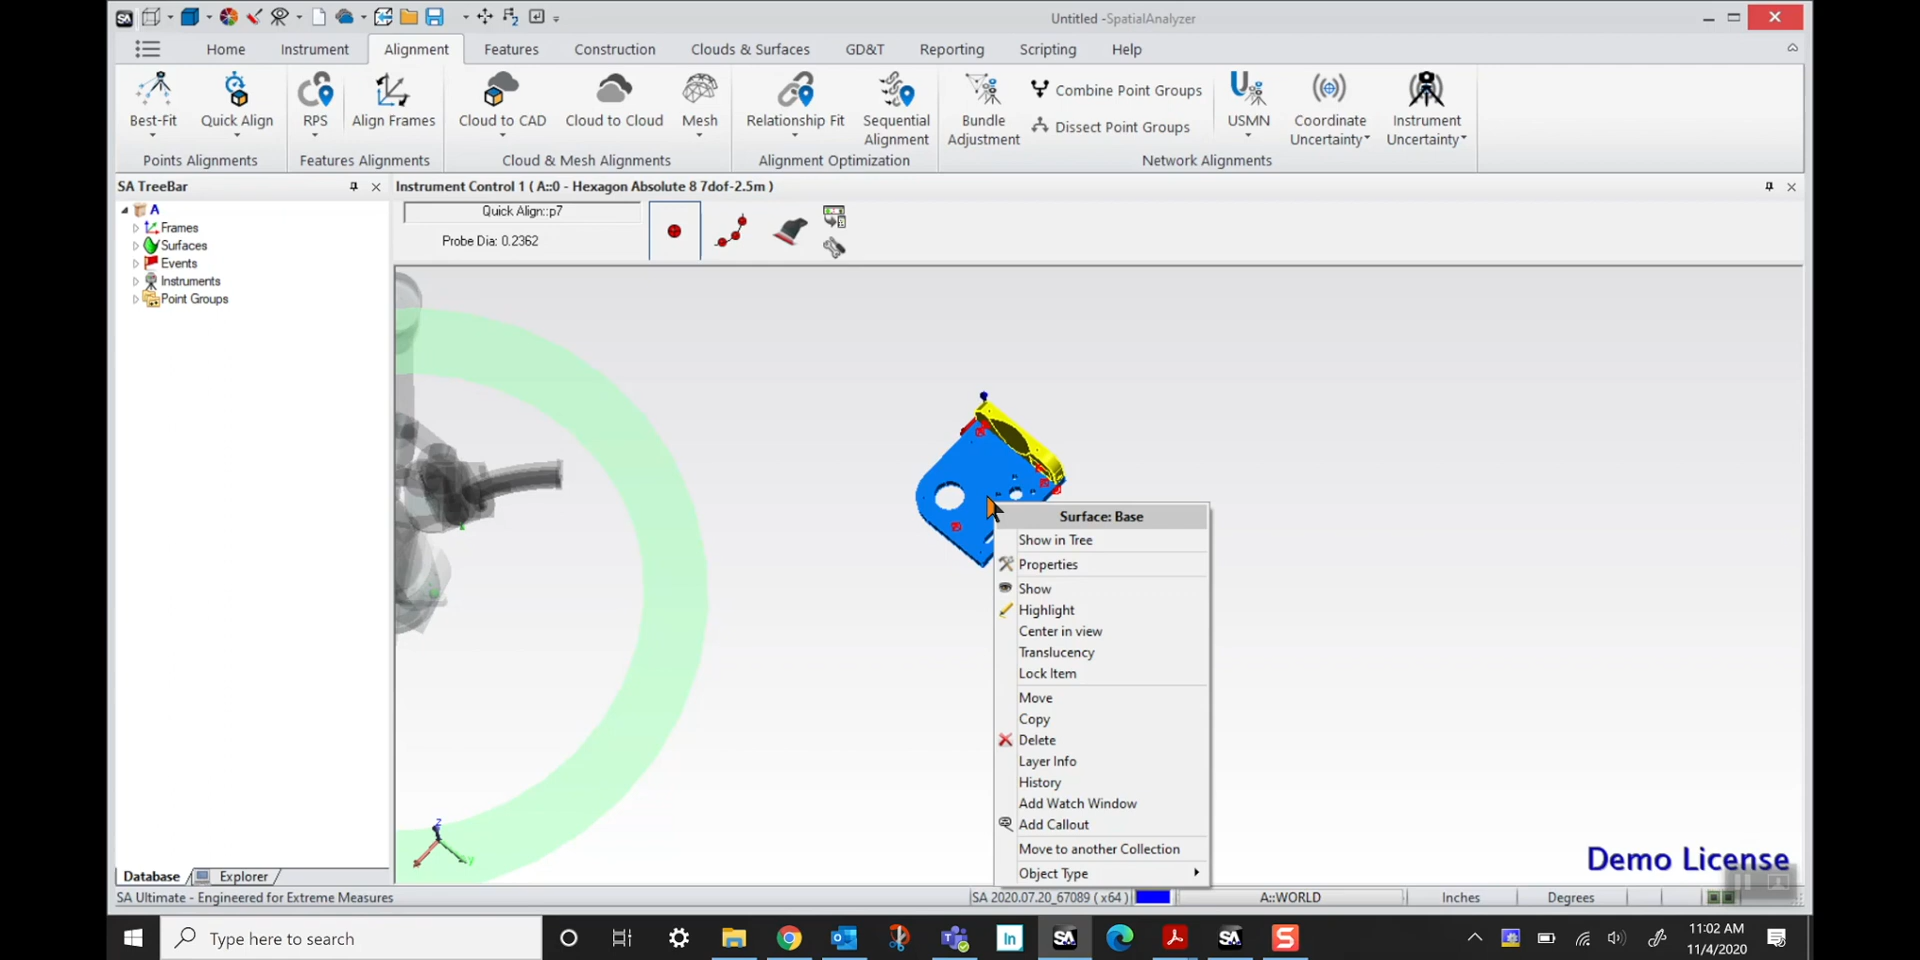 SA Untitled -SpatialAnalyzer
Home Instrument Alignment Features Construction Clouds & Surfaces GD&T Reporting Scripting Help
Best-Fit Quick Align RPS Align Frames Cloud to CAD Cloud to Cloud Mesh Relationship Fit Sequential Alignment Bundle Adjustment Combine Point Groups Dissect Point Groups USMN Coordinate Uncertainty Instrument Uncertainty
Points Alignments Features Alignments Cloud & Mesh Alignments Alignment Optimization Network Alignments
SA TreeBar Instrument Control 1 ( A::0 - Hexagon Absolute 8 7dof-2.5m )
A
Frames
Surfaces
Events
Instruments
Point Groups
Quick Align::p7
Probe Dia: 0.2362
Surface: Base
Show in Tree
Properties
Show
Highlight
Center in view
Translucency
Lock Item
Move
Copy
Delete
Layer Info
History
Add Watch Window
Add Callout
Move to another Collection
Object Type
z
y
Demo License
Database Explorer
SA Ultimate - Engineered for Extreme Measures SA 2020.07.20_67089 ( x64 ) A::WORLD Inches Degrees
Type here to search In SA SA S 11:02 AM
11/4/2020